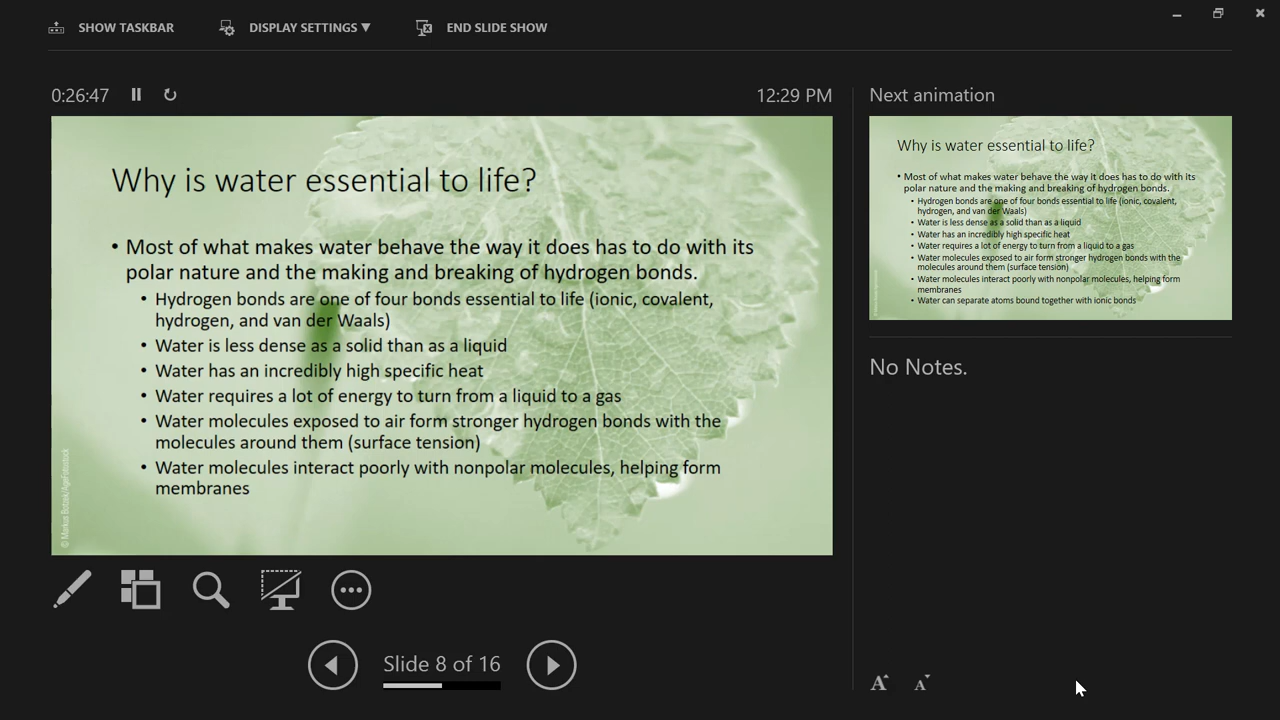 SHOW TASKBAR
DISPLAY SETTINGS ▼
END SLIDE SHOW
0:26:47
12:29 PM
Why is water essential to life?
• Most of what makes water behave the way it does has to do with its
polar nature and the making and breaking of hydrogen bonds.
• Hydrogen bonds are one of four bonds essential to life (ionic, covalent,
hydrogen, and van der Waals)
• Water is less dense as a solid than as a liquid
• Water has an incredibly high specific heat
• Water requires a lot of energy to turn from a liquid to a gas
• Water molecules exposed to air form stronger hydrogen bonds with the
molecules around them (surface tension)
• Water molecules interact poorly with nonpolar molecules, helping form
membranes
Slide 8 of 16
Next animation
Why is water essential to life?
• Most of what makes water behave the way it does has to do with its
polar nature and the making and breaking of hydrogen bonds.
• Hydrogen bonds are one of four bonds essential to life (ionic, covalent,
hydrogen, and van der Waals)
• Water is less dense as a solid than as a liquid
• Water has an incredibly high specific heat
• Water requires a lot of energy to turn from a liquid to a gas
• Water molecules exposed to air form stronger hydrogen bonds with the
molecules around them (surface tension)
• Water molecules interact poorly with nonpolar molecules, helping form
membranes
• Water can separate atoms bound together with ionic bonds
No Notes.
A A